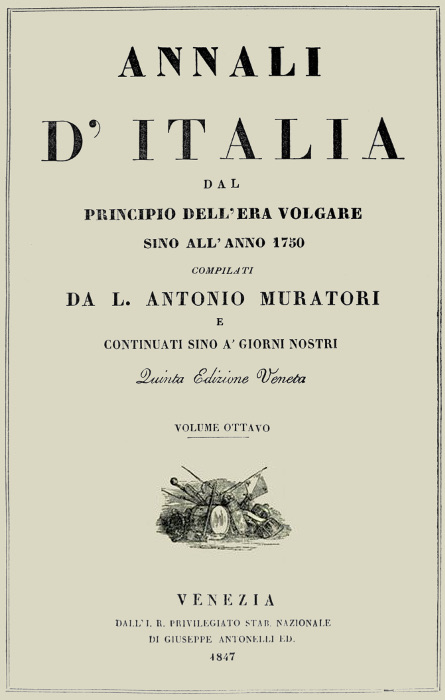 ANNALI
D' ITALIA
DAL
PRINCIPIO DELL'ERA VOLGARE
SINO ALL'ANNO 1750
COMPILATI
DA L. ANTONIO MURATORI
E
CONTINUATI SINO A' GIORNI NOSTRI
Quinta Edizione Veneta
VOLUME OTTAVO
VENEZIA
DALL'I. R. PRIVILEGIATO STAB. NAZIONALE
DI GIUSEPPE ANTONELLI ED.
1847